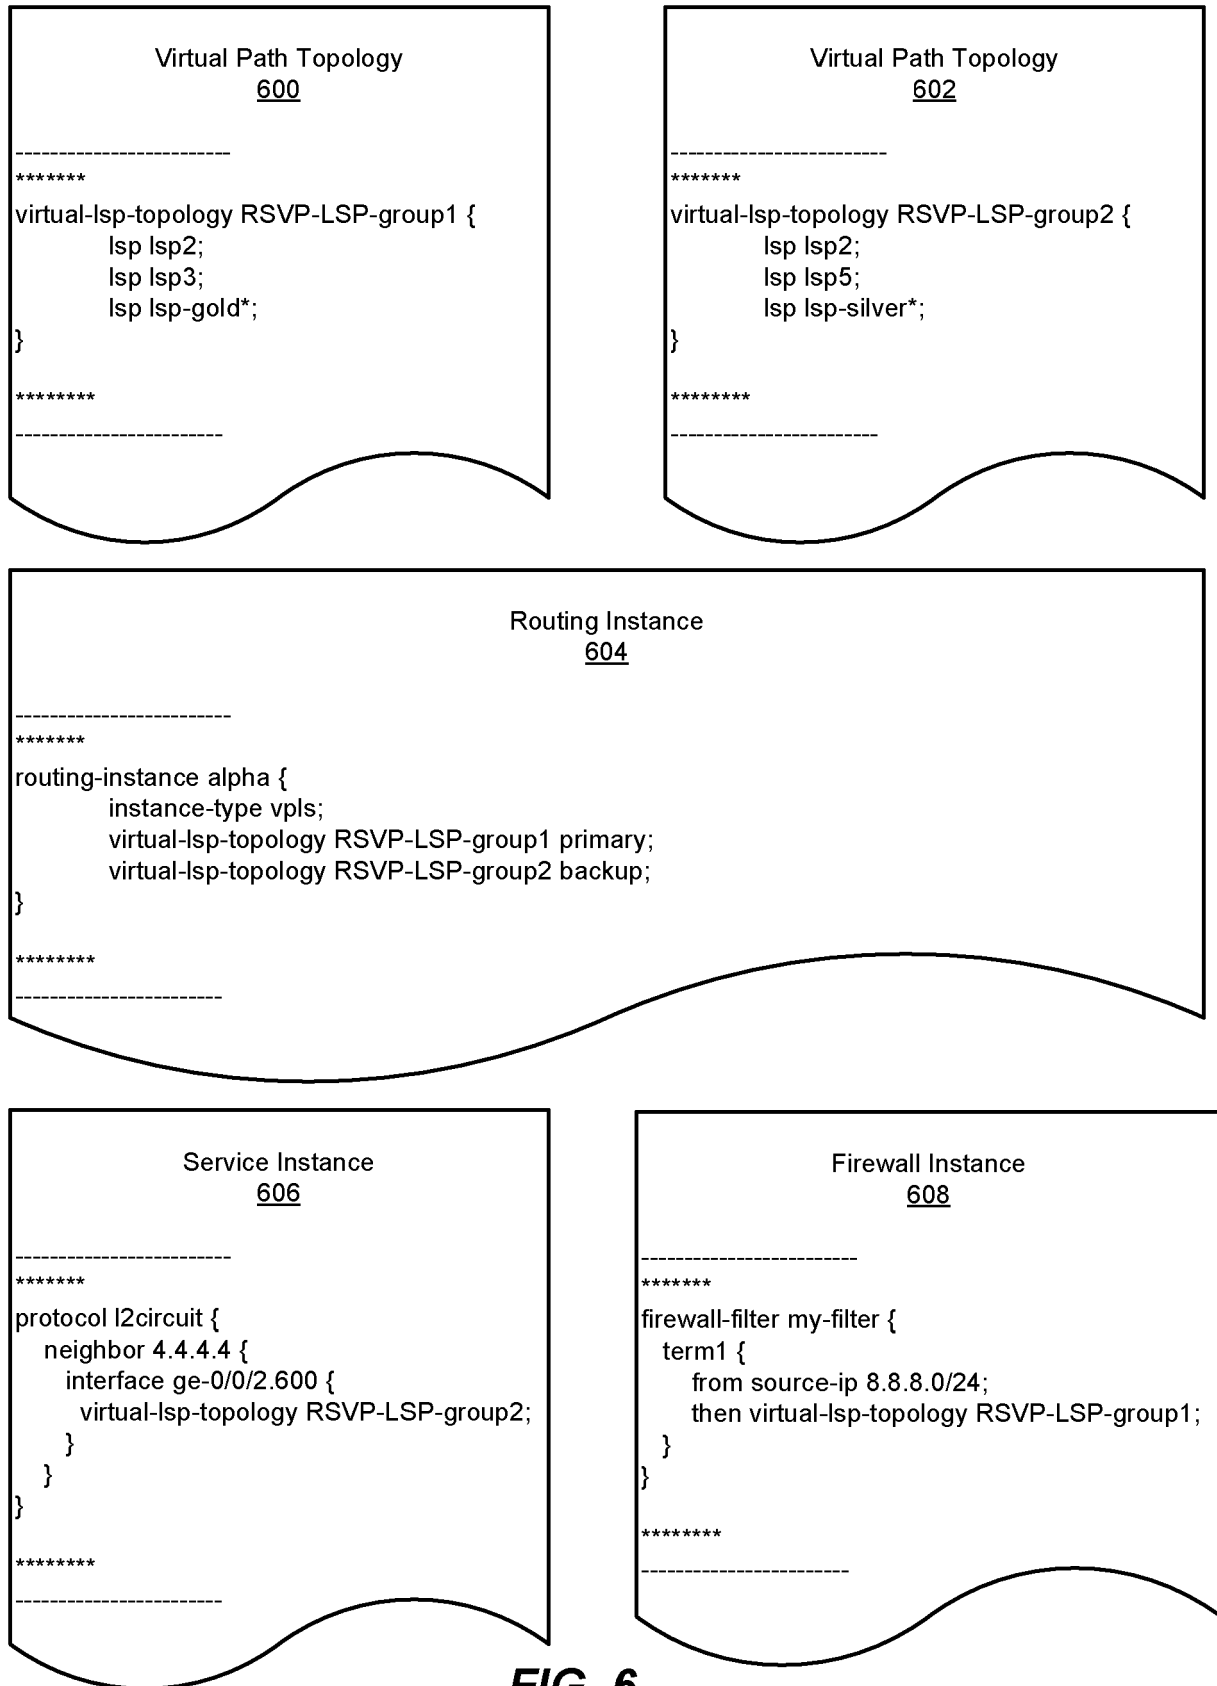 Virtual Path Topology
600
-------------------------
*******
virtual-lsp-topology RSVP-LSP-group1 {
lsp lsp2;
lsp lsp3;
lsp lsp-gold*;
}
********
------------------------
Virtual Path Topology
602
-------------------------
*******
virtual-lsp-topology RSVP-LSP-group2 {
lsp lsp2;
lsp lsp5;
lsp lsp-silver*;
}
********
------------------------
Routing Instance
604
-------------------------
*******
routing-instance alpha {
instance-type vpls;
virtual-lsp-topology RSVP-LSP-group1 primary;
virtual-lsp-topology RSVP-LSP-group2 backup;
}
********
------------------------
Service Instance
606
-------------------------
*******
protocol l2circuit {
neighbor 4.4.4.4 {
interface ge-0/0/2.600 {
virtual-lsp-topology RSVP-LSP-group2;
}
}
}
********
------------------------
Firewall Instance
608
-------------------------
*******
firewall-filter my-filter {
term1 {
from source-ip 8.8.8.0/24;
then virtual-lsp-topology RSVP-LSP-group1;
}
}
********
------------------------
FIG. 6